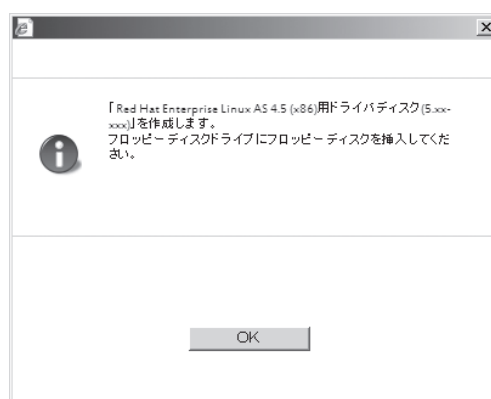 「Red Hat Enterprise Linux AS 4.5 (x86)用ドライバディスク(5.xx-
xxx)」を作成します。
フロッピーディスクドライブにフロッピーディスクを挿入してくだ
さい。
OK